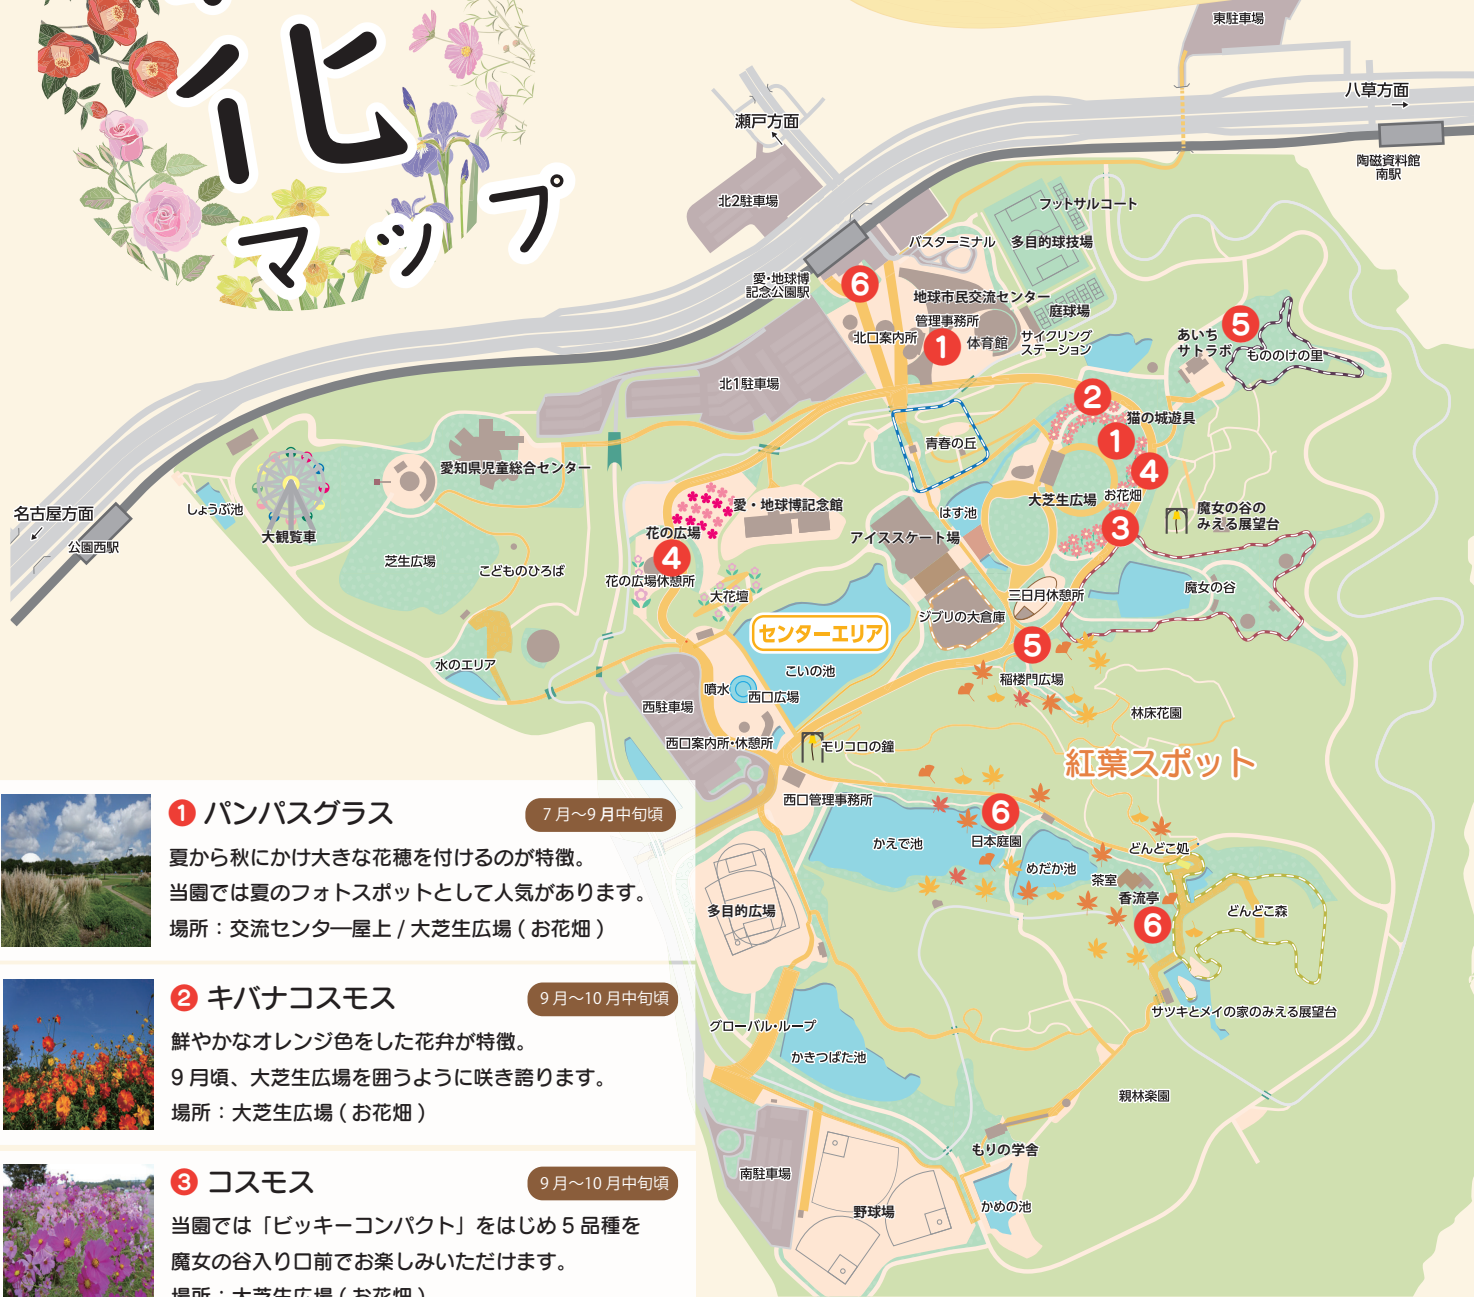 花
マップ
東駐車場
八草方面
瀬戸方面
陶磁資料館
南駅
北2駐車場
フットサルコート
バスターミナル
多目的球技場
愛・地球博
記念公園駅
6
地球市民交流センター
庭球場
管理事務所
北口案内所
1
体育館
サイクリング
ステーション
5
あいち
サトラボ
もののけの里
北1駐車場
2
猫の城遊具
1
青春の丘
4
愛知県児童総合センター
大芝生広場
お花畑
しょうぶ池
名古屋方面
公園西駅
大観覧車
愛・地球博記念館
はす池
魔女の谷の
みえる展望台
花の広場
アイススケート場
3
4
芝生広場
こどものひろば
花の広場休憩所
大花壇
魔女の谷
三日月休憩所
ジブリの大倉庫
センターエリア
5
水のエリア
こいの池
稲楼門広場
噴水
西口広場
西駐車場
林床花園
西口案内所・休憩所
モリコロの鐘
紅葉スポット
西口管理事務所
6
日本庭園
かえで池
どんどこ処
めだか池
茶室
香流亭
6
どんどこ森
多目的広場
サツキとメイの家のみえる展望台
グローバル・ループ
かきつばた池
親林楽園
もりの学舎
南駐車場
かめの池
野球場
1 パンパスグラス
7月～9月中旬頃
夏から秋にかけ大きな花穂を付けるのが特徴。
当園では夏のフォトスポットとして人気があります。
場所：交流センター屋上 / 大芝生広場 ( お花畑 )
2 キバナコスモス
9月～10月中旬頃
鮮やかなオレンジ色をした花弁が特徴。
9月頃、大芝生広場を囲うように咲き誇ります。
場所：大芝生広場 ( お花畑 )
3 コスモス
9月～10月中旬頃
当園では「ビッキーコンパクト」をはじめ5品種を
魔女の谷入り口前でお楽しみいただけます。
場所：大芝生広場 ( お花畑 )